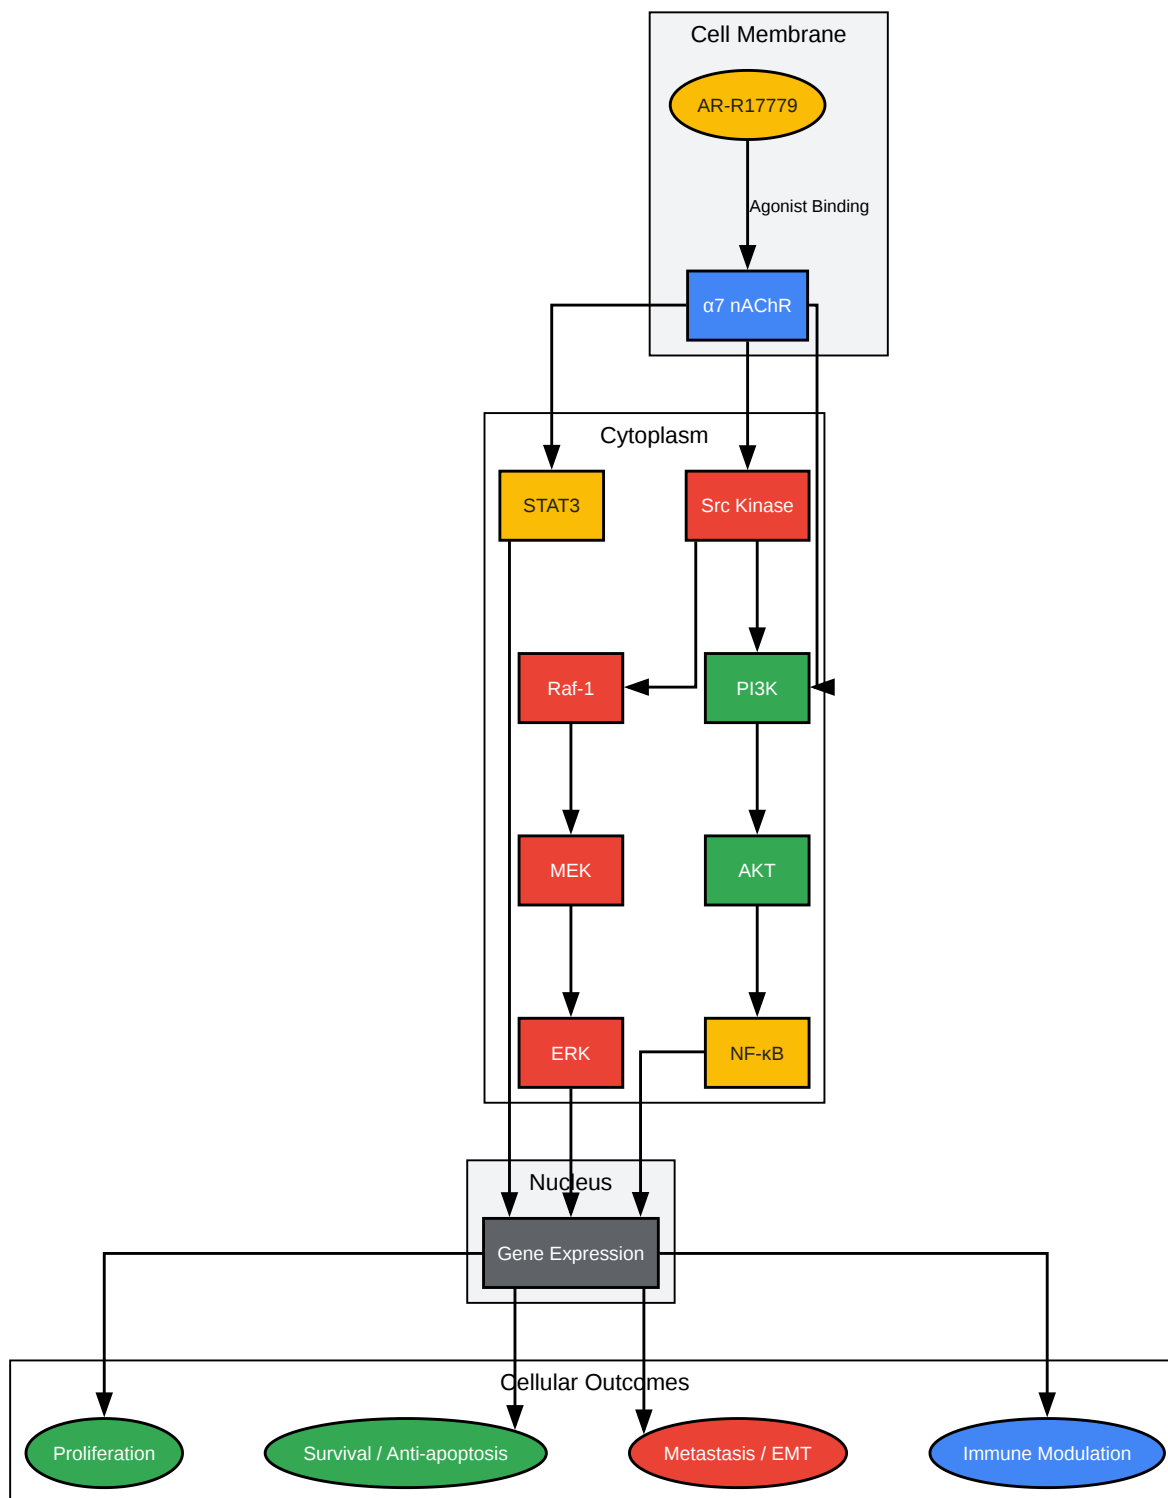 Cell Membrane
AR-R17779
Agonist Binding
α7 nAChR
Cytoplasm
STAT3
Src Kinase
Raf-1
PI3K
MEK
AKT
ERK
NF-κB
Nucleus
Gene Expression
Cellular Outcomes
Proliferation
Survival / Anti-apoptosis
Metastasis / EMT
Immune Modulation